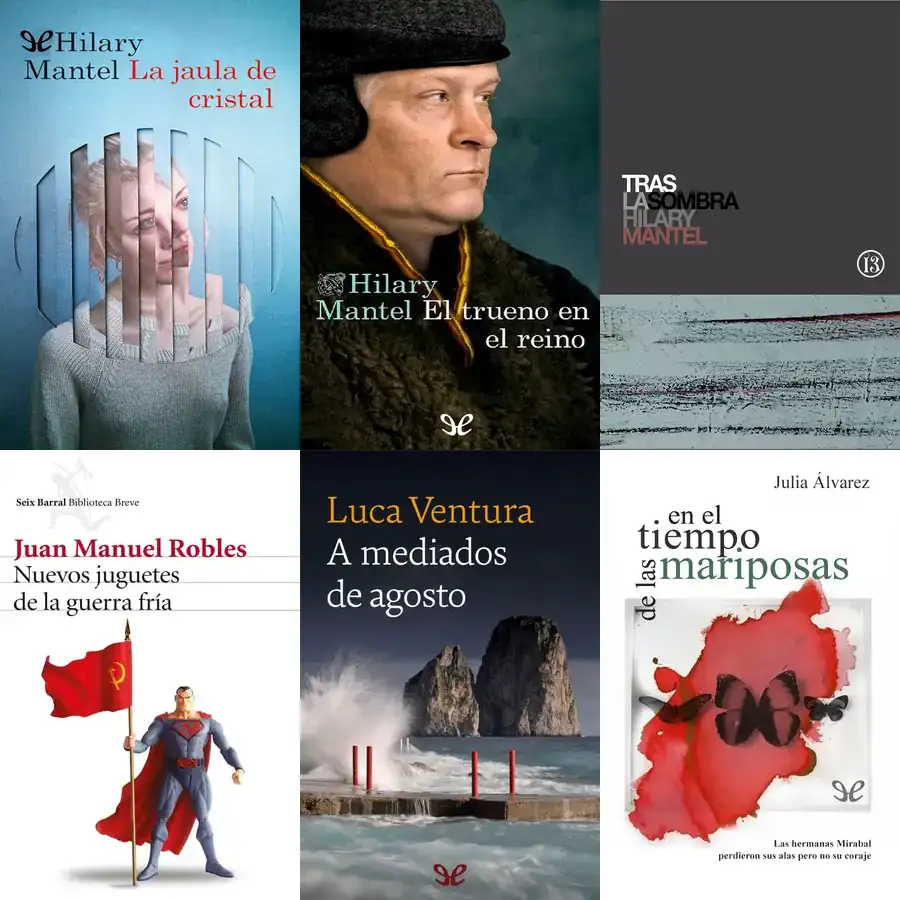 Hilary
Mantel La jaula de
cristal
Hilary
Mantel El trueno en
el reino
TRAS
LASOMBRA
HILARY
MANTEL
13
Seix Barral Biblioteca Breve
Juan Manuel Robles
Nuevos juguetes
de la guerra fría
Luca Ventura
A mediados
de agosto
Julia Álvarez
en el
tiempo
de las
mariposas
Las hermanas Mirabal
perdieron sus alas pero no su coraje